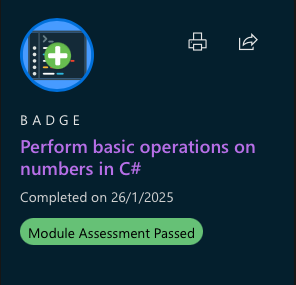 BADGE
Perform basic operations on
numbers in C#
Completed on 26/1/2025
Module Assessment Passed